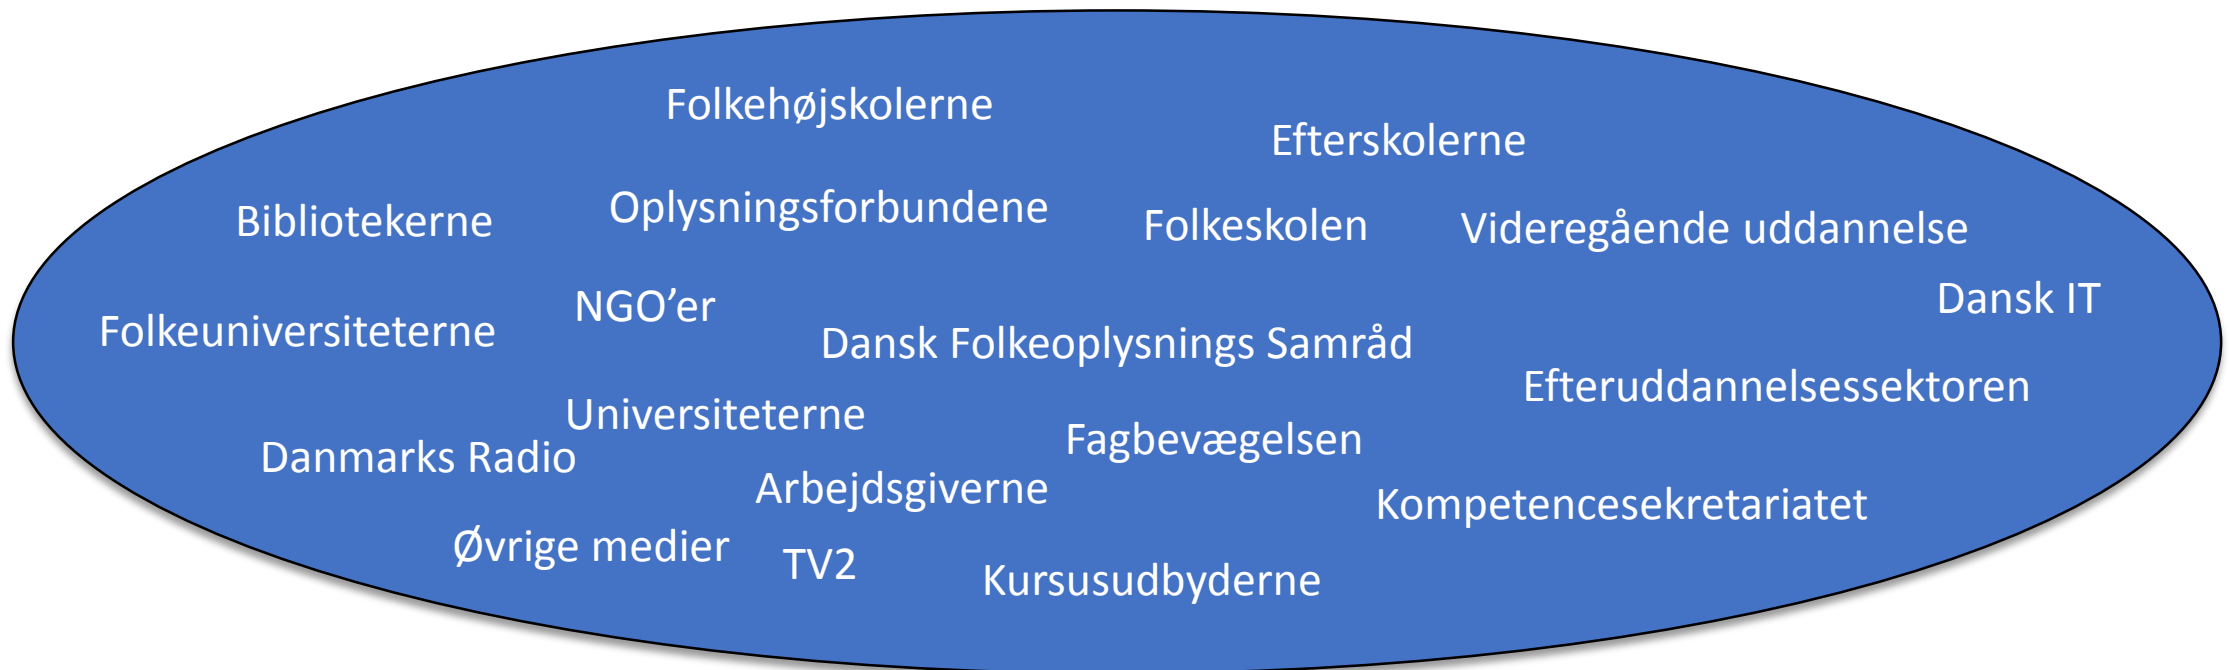 Folkehøjskolerne
Efterskolerne
Bibliotekerne
Oplysningsforbundene
Folkeskolen
Videregående uddannelse
Folkeuniversiteterne
NGO’er
Dansk Folkeoplysnings Samråd
Dansk IT
Efteruddannelsessektoren
Universiteterne
Danmarks Radio
Fagbevægelsen
Arbejdsgiverne
Kompetencesekretariatet
Øvrige medier
TV2
Kursusudbyderne